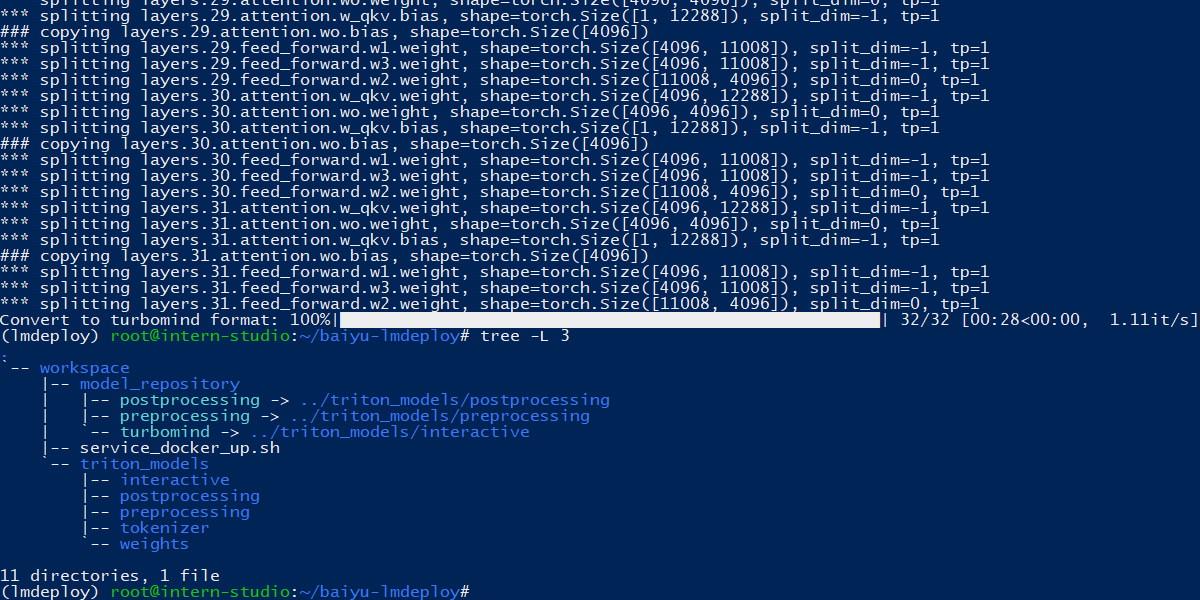 *** splitting layers.29.attention.wo.weight, shape=torch.Size([4096, 4096]), split_dim=0, tp=1
*** splitting layers.29.attention.w_qkv.bias, shape=torch.Size([1, 12288]), split_dim=-1, tp=1
### copying layers.29.attention.wo.bias, shape=torch.Size([4096])
*** splitting layers.29.feed_forward.w1.weight, shape=torch.Size([4096, 11008]), split_dim=-1, tp=1
*** splitting layers.29.feed_forward.w3.weight, shape=torch.Size([4096, 11008]), split_dim=-1, tp=1
*** splitting layers.29.feed_forward.w2.weight, shape=torch.Size([11008, 4096]), split_dim=0, tp=1
*** splitting layers.30.attention.w_qkv.weight, shape=torch.Size([4096, 12288]), split_dim=-1, tp=1
*** splitting layers.30.attention.wo.weight, shape=torch.Size([4096, 4096]), split_dim=0, tp=1
*** splitting layers.30.attention.w_qkv.bias, shape=torch.Size([1, 12288]), split_dim=-1, tp=1
### copying layers.30.attention.wo.bias, shape=torch.Size([4096])
*** splitting layers.30.feed_forward.w1.weight, shape=torch.Size([4096, 11008]), split_dim=-1, tp=1
*** splitting layers.30.feed_forward.w3.weight, shape=torch.Size([4096, 11008]), split_dim=-1, tp=1
*** splitting layers.30.feed_forward.w2.weight, shape=torch.Size([11008, 4096]), split_dim=0, tp=1
*** splitting layers.31.attention.w_qkv.weight, shape=torch.Size([4096, 12288]), split_dim=-1, tp=1
*** splitting layers.31.attention.wo.weight, shape=torch.Size([4096, 4096]), split_dim=0, tp=1
*** splitting layers.31.attention.w_qkv.bias, shape=torch.Size([1, 12288]), split_dim=-1, tp=1
### copying layers.31.attention.wo.bias, shape=torch.Size([4096])
*** splitting layers.31.feed_forward.w1.weight, shape=torch.Size([4096, 11008]), split_dim=-1, tp=1
*** splitting layers.31.feed_forward.w3.weight, shape=torch.Size([4096, 11008]), split_dim=-1, tp=1
*** splitting layers.31.feed_forward.w2.weight, shape=torch.Size([11008, 4096]), split_dim=0, tp=1
Convert to turbomind format: 100%| | 32/32 [00:28<00:00,  1.11it/s]
(lmdeploy) root@intern-studio:~/baiyu-lmdeploy# tree -L 3
.
`-- workspace
    |-- model_repository
    |   |-- postprocessing -> ../triton_models/postprocessing
    |   |-- preprocessing -> ../triton_models/preprocessing
    |   `-- turbomind -> ../triton_models/interactive
    |-- service_docker_up.sh
    `-- triton_models
        |-- interactive
        |-- postprocessing
        |-- preprocessing
        |-- tokenizer
        `-- weights

11 directories, 1 file
(lmdeploy) root@intern-studio:~/baiyu-lmdeploy#